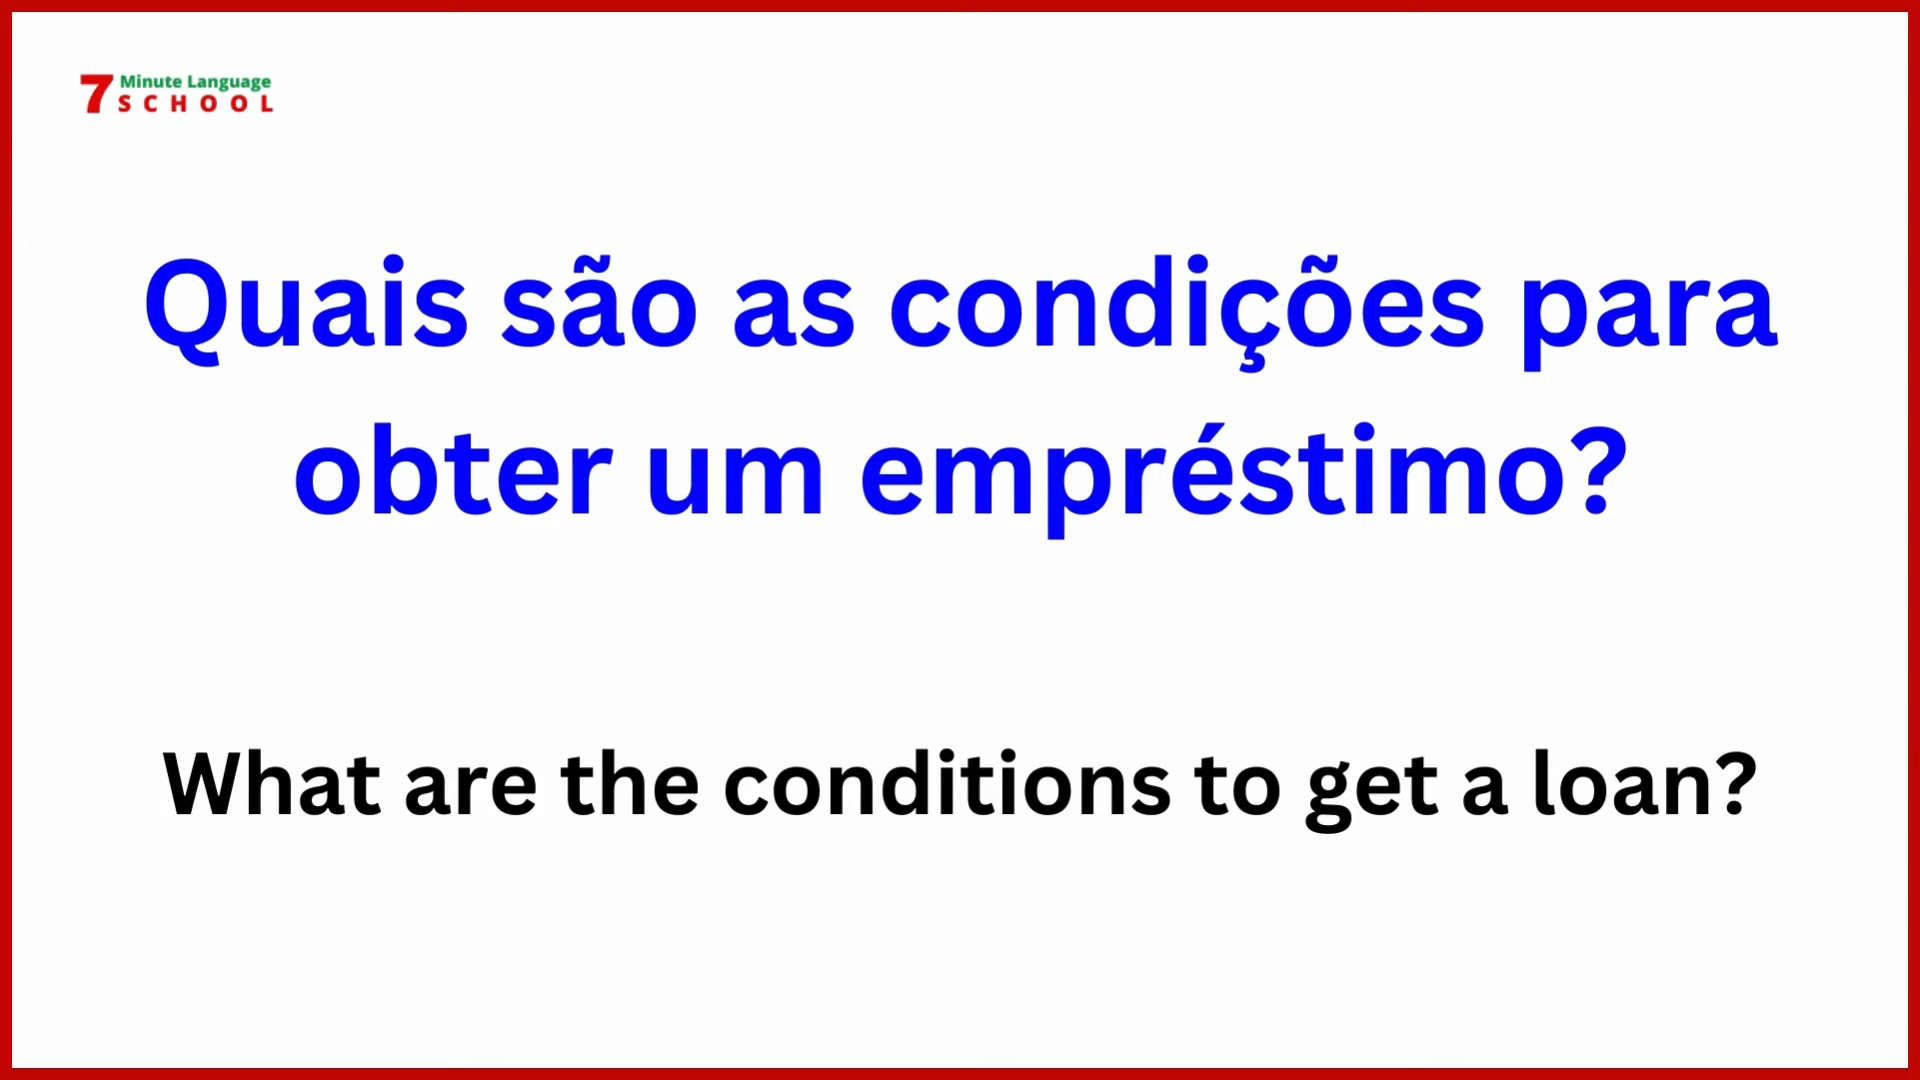 7 Minute Language
SCHOOL
Quais são as condições para
obter um empréstimo?
What are the conditions to get a loan?